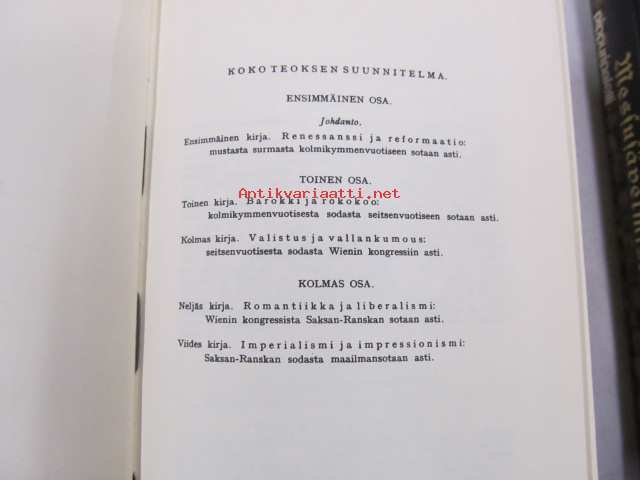 KOKO TEOKSEN SUUNNITELMA.
ENSIMMÄINEN OSA.
Johdanto.
Ensimmäinen kirja. Renessanssi ja reformaatio:
mustasta surmasta kolmikymmenvuotiseen sotaan asti.
TOINEN OSA.
Antikvariaatti.net
Toinen kirja. Barokki ja rokokoo:
kolmikymmenvuotisesta sodasta seitsenvuotiseen sotaan asti.
Kolmas kirja. Valistus ja vallankumous:
seitsenvuotisesta sodasta Wienin kongressiin asti.
KOLMAS OSA.
Neljäs kirja. Romantiikka ja liberalismi:
Wienin kongressista Saksan-Ranskan sotaan asti.
Viides kirja. Imperialismi ja impressionismi:
Saksan-Ranskan sodasta maailmansotaan asti.